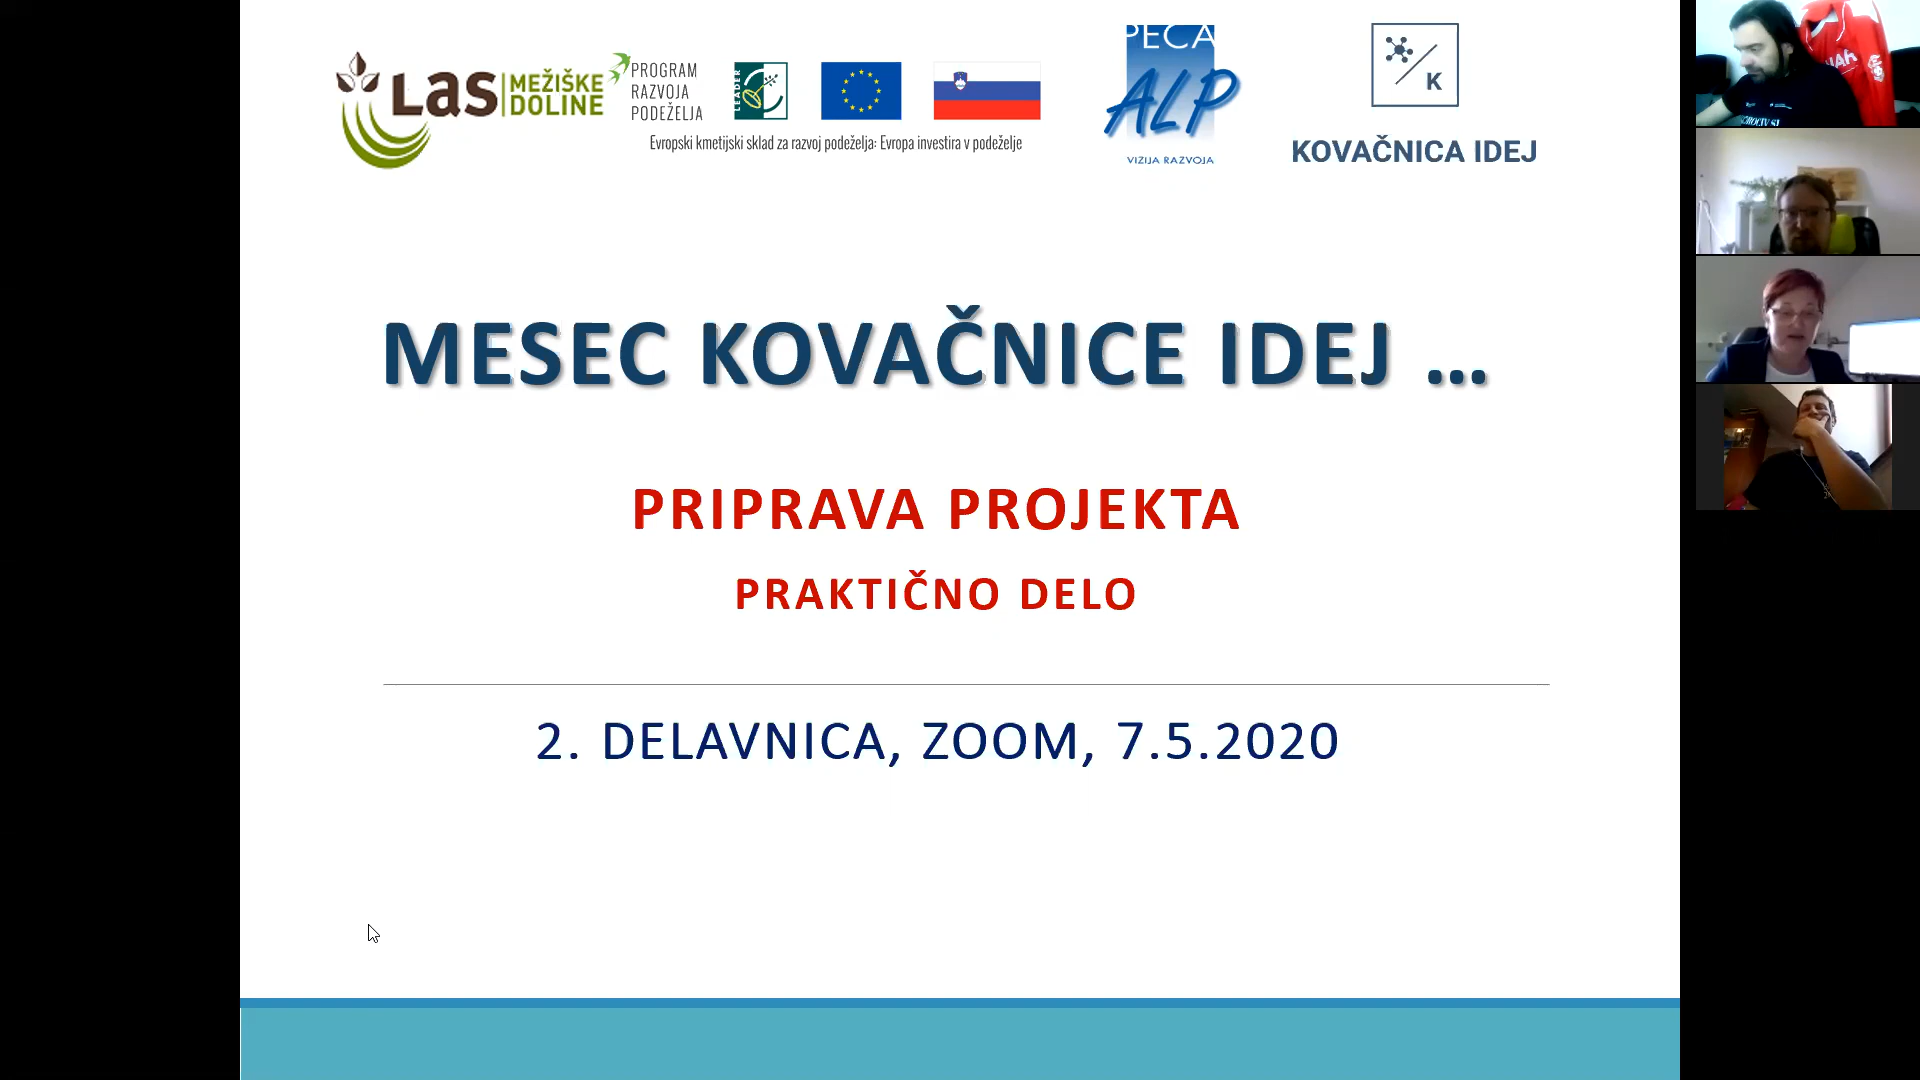 LAS MEŽIŠKE DOLINE
PROGRAM
RAZVOJA
PODEŽELJA
LEADER
Evropski kmetijski sklad za razvoj podeželja: Evropa investira v podeželje
PECA
ALP
VIZIJA RAZVOJA
K
KOVAČNICA IDEJ
MESEC KOVAČNICE IDEJ ...
PRIPRAVA PROJEKTA
PRAKTIČNO DELO
2. DELAVNICA, ZOOM, 7.5.2020